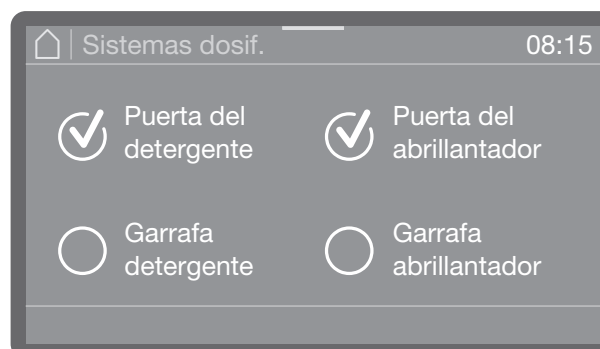 Sistemas dosif. 08:15
Puerta del
detergente
Puerta del
abrillantador
Garrafa
detergente
Garrafa
abrillantador